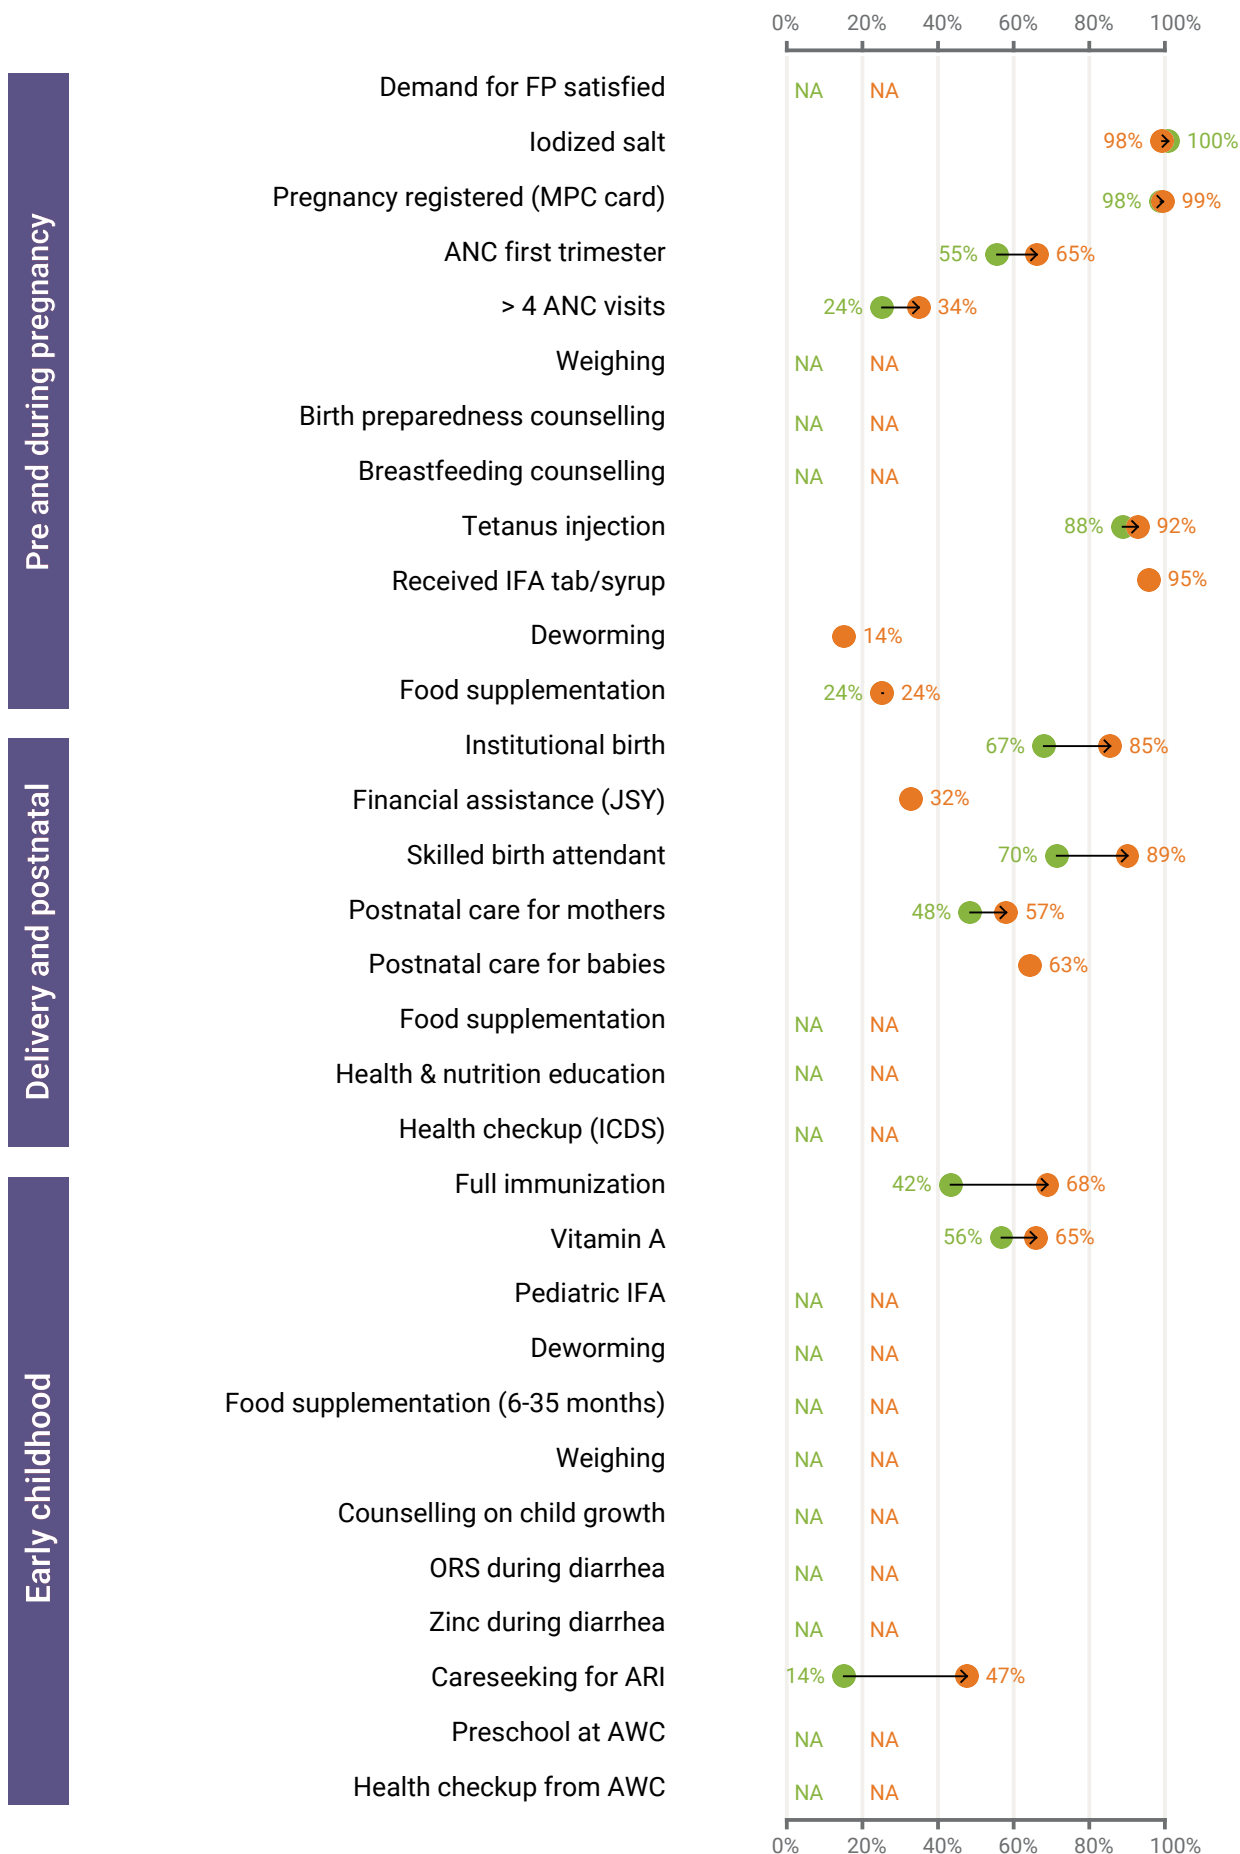 0% 20% 40% 60% 80% 100%
Pre and during pregnancy
Demand for FP satisfied NA NA
Iodized salt 98% 100%
Pregnancy registered (MPC card) 98% 99%
ANC first trimester 55% 65%
> 4 ANC visits 24% 34%
Weighing NA NA
Birth preparedness counselling NA NA
Breastfeeding counselling NA NA
Tetanus injection 88% 92%
Received IFA tab/syrup 95%
Deworming 14%
Food supplementation 24% 24%
Delivery and postnatal
Institutional birth 67% 85%
Financial assistance (JSY) 32%
Skilled birth attendant 70% 89%
Postnatal care for mothers 48% 57%
Postnatal care for babies 63%
Food supplementation NA NA
Health & nutrition education NA NA
Health checkup (ICDS) NA NA
Early childhood
Full immunization 42% 68%
Vitamin A 56% 65%
Pediatric IFA NA NA
Deworming NA NA
Food supplementation (6-35 months) NA NA
Weighing NA NA
Counselling on child growth NA NA
ORS during diarrhea NA NA
Zinc during diarrhea NA NA
Careseeking for ARI 14% 47%
Preschool at AWC NA NA
Health checkup from AWC NA NA
0% 20% 40% 60% 80% 100%